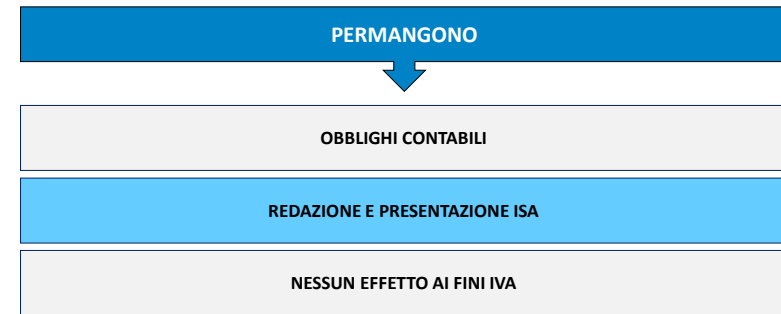 PERMANGONO
OBBLIGHI CONTABILI
REDAZIONE E PRESENTAZIONE ISA
NESSUN EFFETTO AI FINI IVA